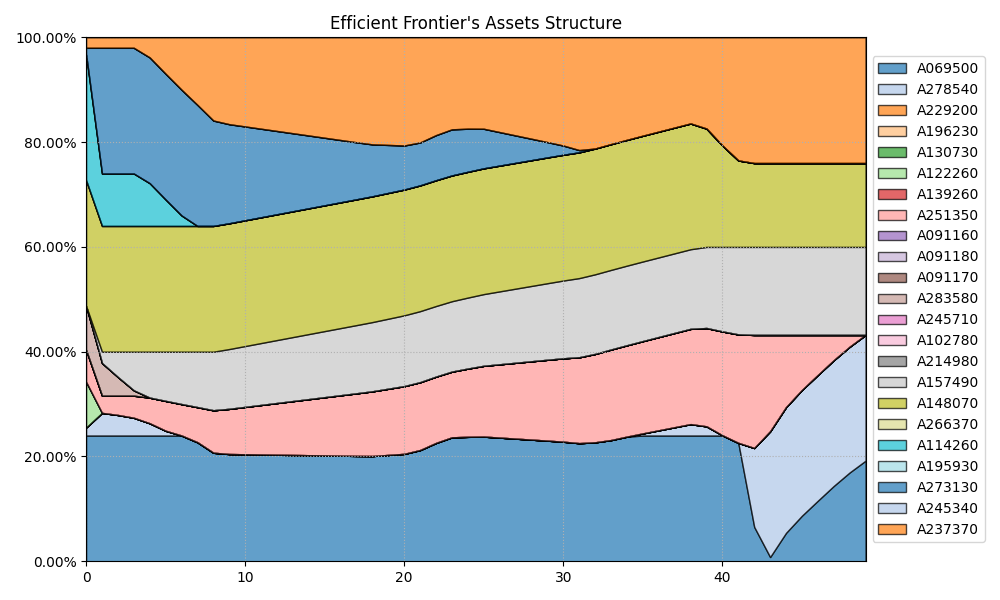 Efficient Frontier's Assets Structure
100.00%
80.00%
60.00%
40.00%
20.00%
0.00%
0
10
20
30
40
A069500
A278540
A229200
A196230
A130730
A122260
A139260
A251350
A091160
A091180
A091170
A283580
A245710
A102780
A214980
A157490
A148070
A266370
A114260
A195930
A273130
A245340
A237370